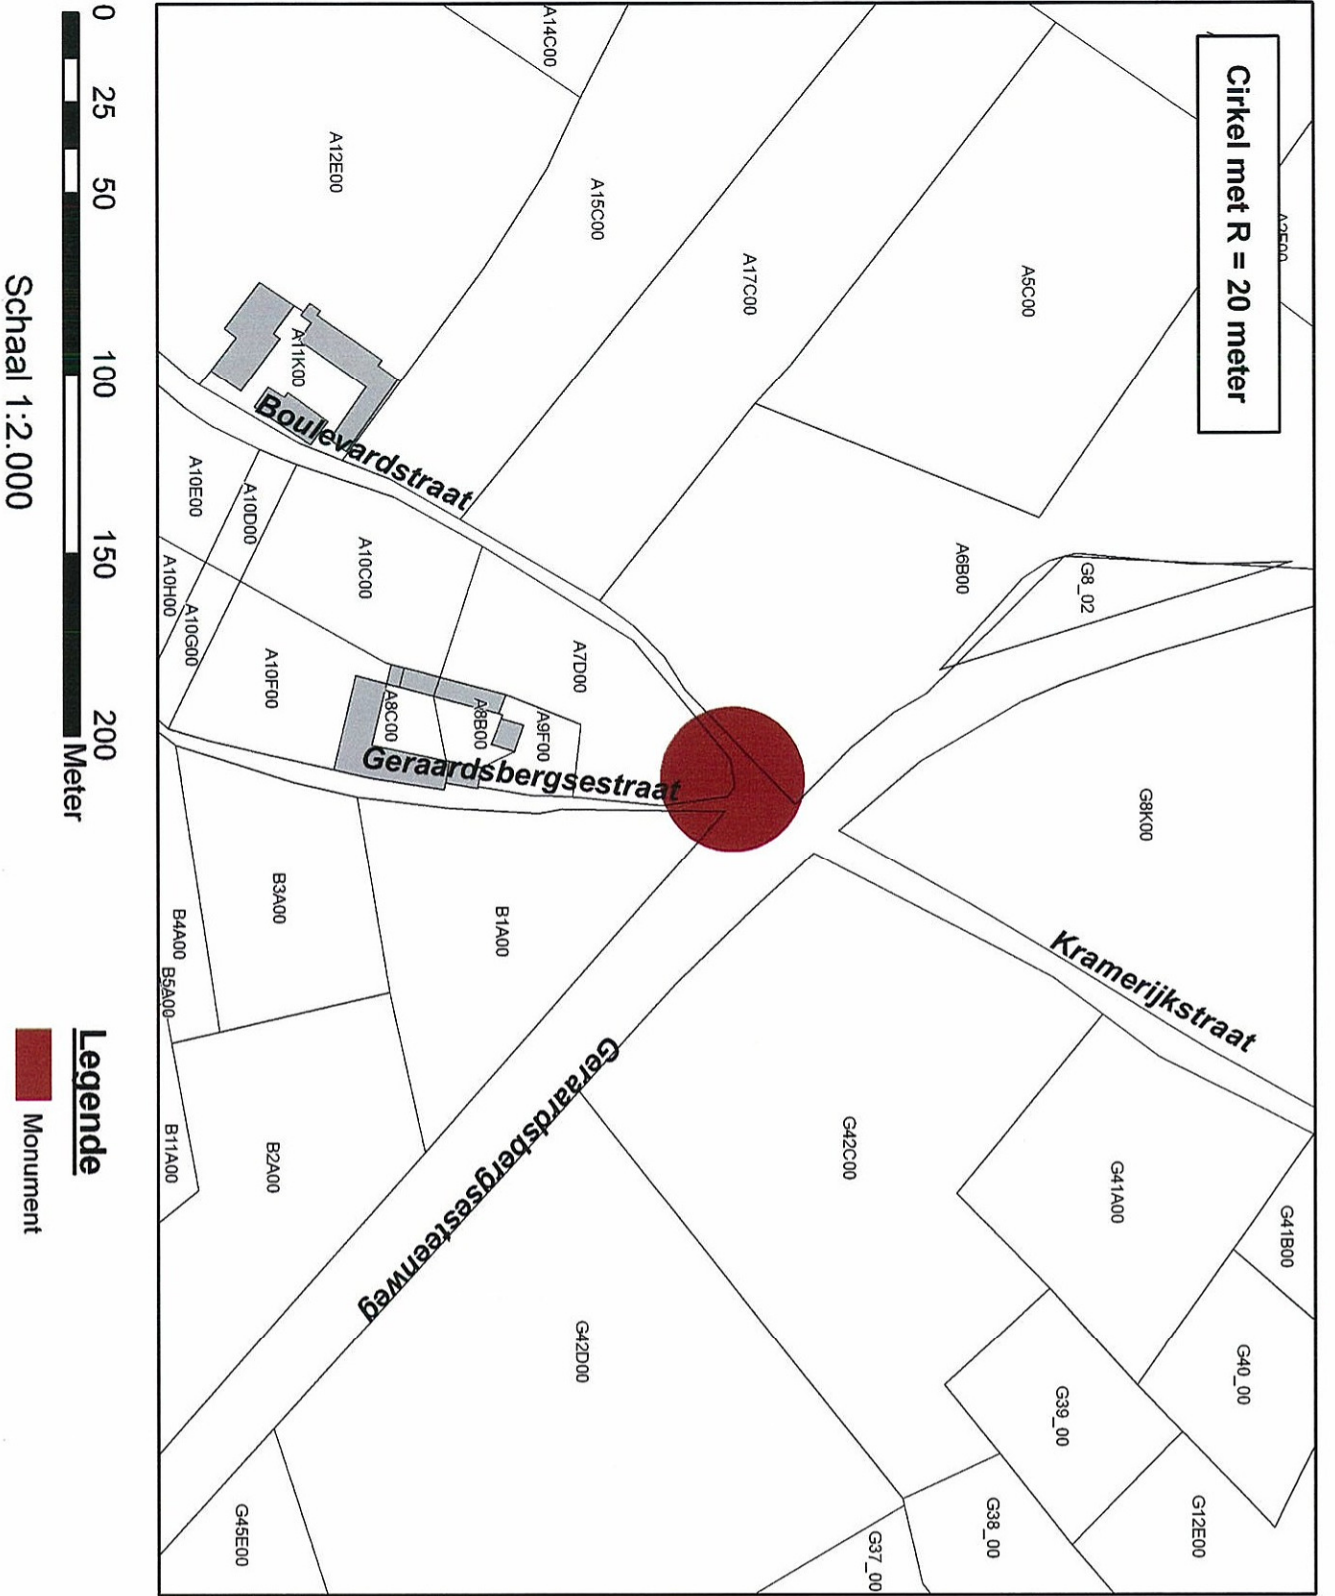 Cirkel met R = 20 meter
A14C00
A12E00
A15C00
A17C00
A5C00
A11K00
Boulevardstraat
A10E00
A10D00
A10C00
A10H00
A10G00
A10F00
A7D00
A6B00
G8_02
A8C00
A8B00
A9F00
Geraardsbergsestraat
G8K00
B3A00
B4A00
B5A00
B1A00
Kramerijkstraat
Geraardsbergsesteenweg
B11A00
B2A00
G42C00
G41A00
G41B00
G42D00
G40_00
G39_00
G45E00
G37_00
G38_00
G12E00
0 25 50 100 150 200 Meter
Schaal 1:2.000
Legende
Monument